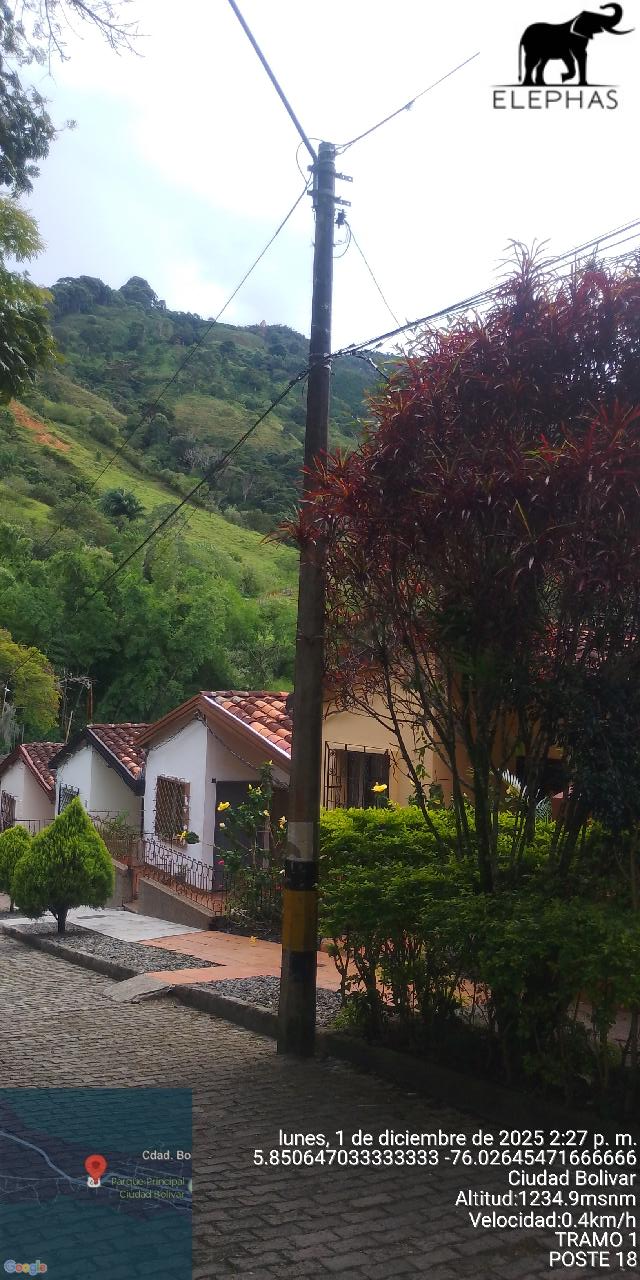 ELEPHAS
lunes, 1 de diciembre de 2025 2:27 p. m.
5.850647033333333 -76.02645471666666
Ciudad Bolivar
Altitud:1234.9msnm
Velocidad:0.4km/h
TRAMO 1
POSTE 18
Cdad. Bo
Parque Principal
Ciudad Bolivar
Google